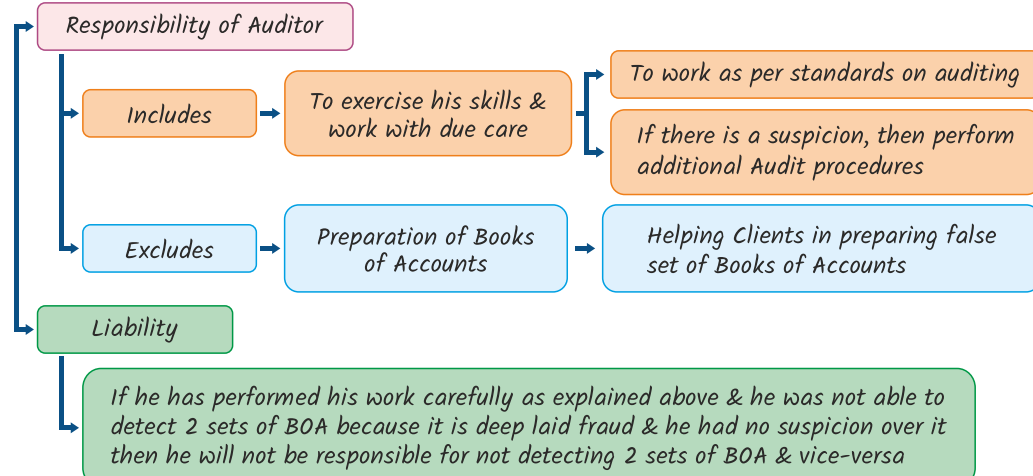 Responsibility of Auditor
Includes
To exercise his skills &
work with due care
To work as per standards on auditing
If there is a suspicion, then perform
additional Audit procedures
Excludes
Preparation of Books
of Accounts
Helping Clients in preparing false
set of Books of Accounts
Liability
If he has performed his work carefully as explained above & he was not able to
detect 2 sets of BOA because it is deep laid fraud & he had no suspicion over it
then he will not be responsible for not detecting 2 sets of BOA & vice-versa